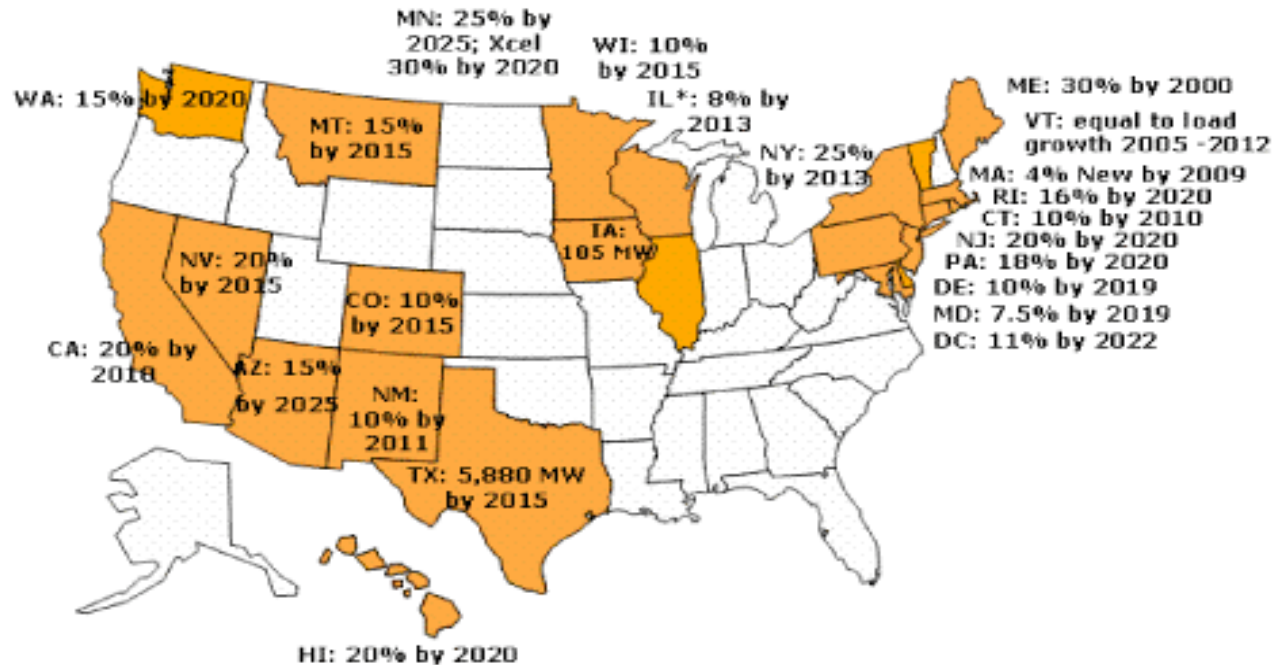 MN: 25% by
2025; Xcel
30% by 2020
WI: 10%
by 2015
IL*: 8% by
2013
WA: 15% by 2020
MT: 15%
by 2015
NY: 25%
by 2013
ME: 30% by 2000
VT: equal to load
growth 2005 -2012
MA: 4% New by 2009
RI: 16% by 2020
CT: 10% by 2010
NJ: 20% by 2020
PA: 18% by 2020
DE: 10% by 2019
MD: 7.5% by 2019
DC: 11% by 2022
IA:
105 MW
NV: 20%
by 2015
CO: 10%
by 2015
CA: 20% by
2010
AZ: 15%
by 2025
NM:
10% by
2011
TX: 5,880 MW
by 2015
HI: 20% by 2020